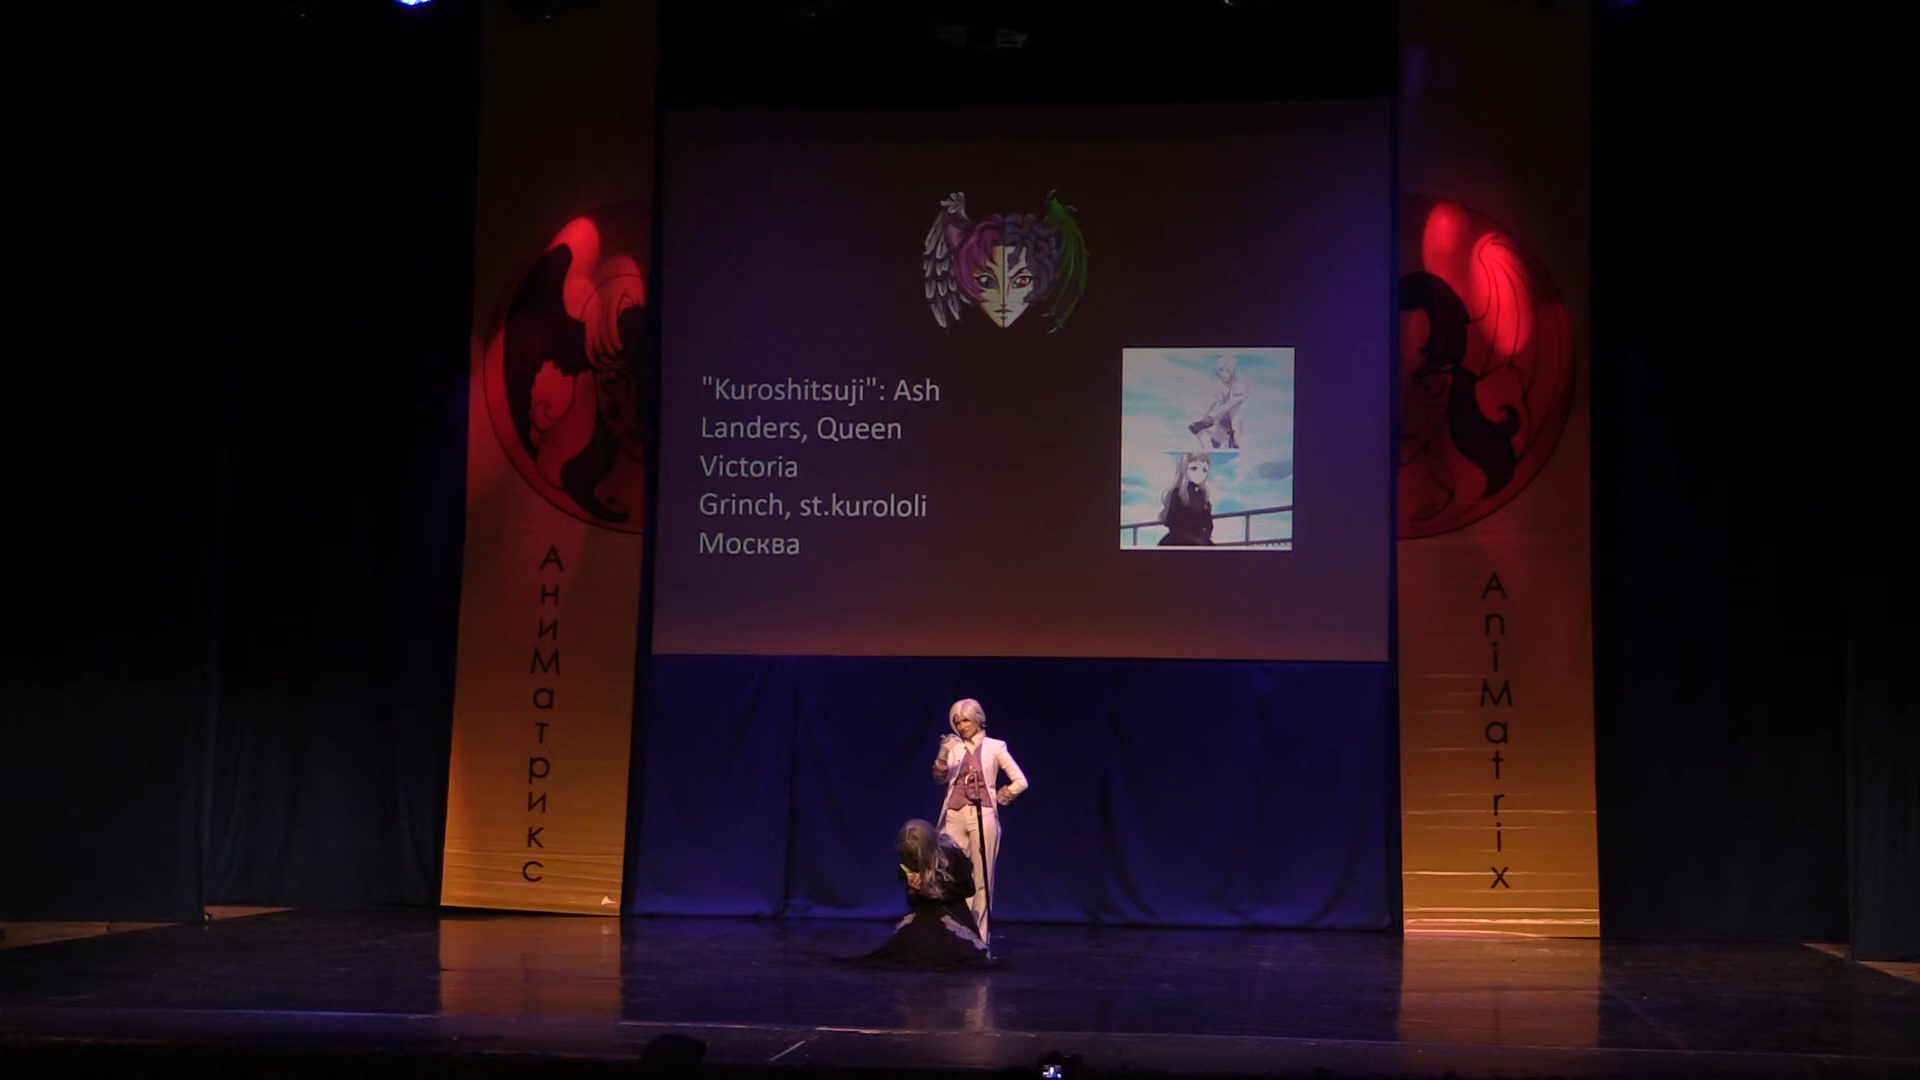 "Kuroshitsuji": Ash
Landers, Queen
Victoria
Grinch, st.kurololi
Москва
АниМатрикс
AniMatrix